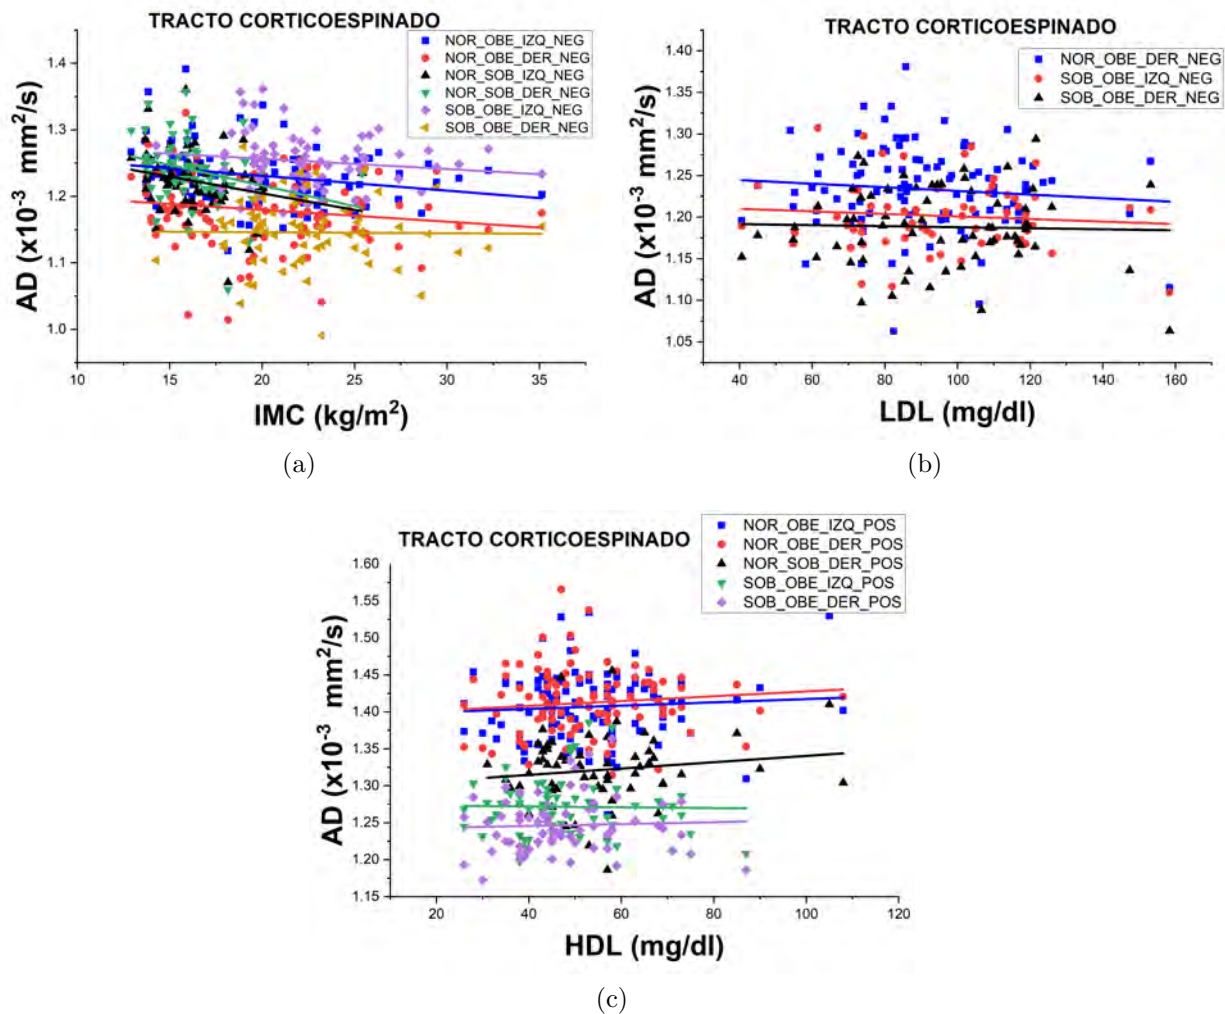 TRACTO CORTICOESPINADO
NOR_OBE_IZQ_NEG
NOR_OBE_DER_NEG
NOR_SOB_IZQ_NEG
NOR_SOB_DER_NEG
SOB_OBE_IZQ_NEG
SOB_OBE_DER_NEG
AD (x10⁻³ mm²/s)
1.4
1.3
1.2
1.1
1.0
10 15 20 25 30 35
IMC (kg/m²)
(a)
TRACTO CORTICOESPINADO
NOR_OBE_DER_NEG
SOB_OBE_IZQ_NEG
SOB_OBE_DER_NEG
AD (x10⁻³ mm²/s)
1.40
1.35
1.30
1.25
1.20
1.15
1.10
1.05
40 60 80 100 120 140 160
LDL (mg/dl)
(b)
TRACTO CORTICOESPINADO
NOR_OBE_IZQ_POS
NOR_OBE_DER_POS
NOR_SOB_DER_POS
SOB_OBE_IZQ_POS
SOB_OBE_DER_POS
AD (x10⁻³ mm²/s)
1.60
1.55
1.50
1.45
1.40
1.35
1.30
1.25
1.20
1.15
20 40 60 80 100 120
HDL (mg/dl)
(c)